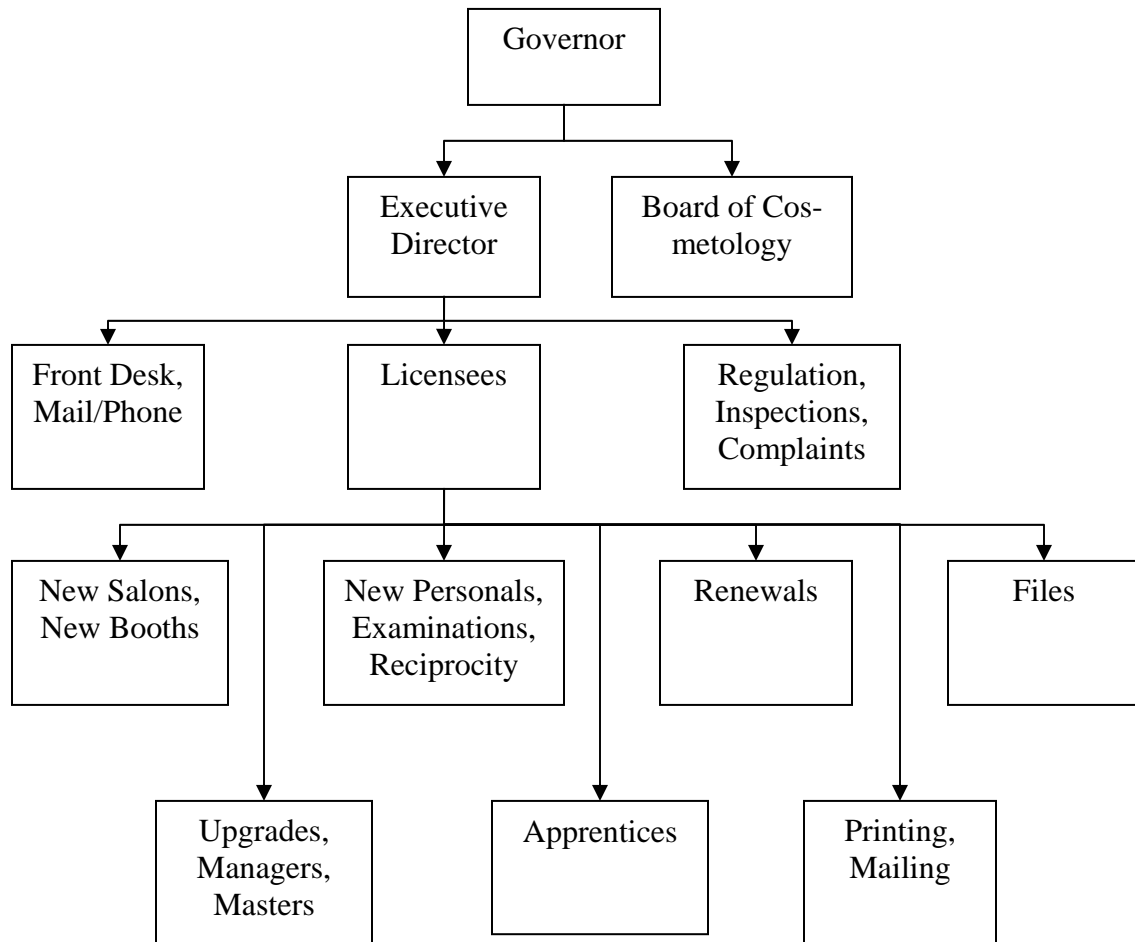 Governor
Executive
Director
Board of Cos-
metology
Front Desk,
Mail/Phone
Licensees
Regulation,
Inspections,
Complaints
New Salons,
New Booths
New Personals,
Examinations,
Reciprocity
Renewals
Files
Upgrades,
Managers,
Masters
Apprentices
Printing,
Mailing